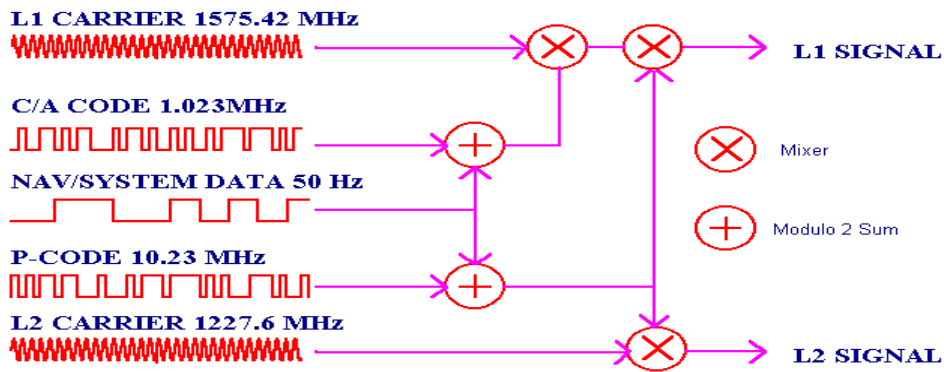 L1 CARRIER 1575.42 MHz
L1 SIGNAL
C/A CODE 1.023MHz
Mixer
NAV/SYSTEM DATA 50 Hz
Modulo 2 Sum
P-CODE 10.23 MHz
L2 CARRIER 1227.6 MHz
L2 SIGNAL